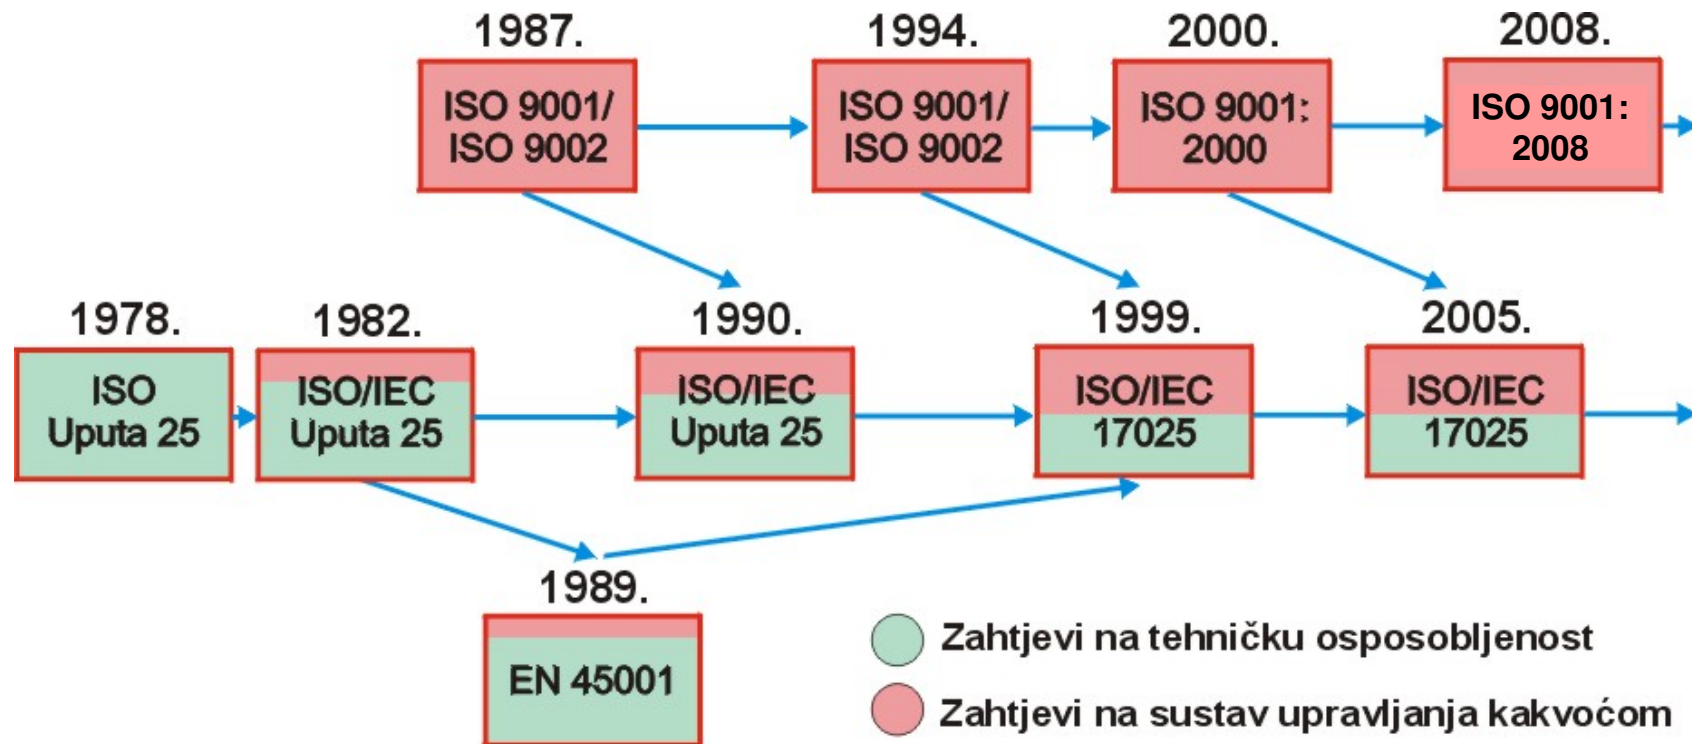 1987.
1994.
2000.
2008.
ISO 9001/
ISO 9002
ISO 9001/
ISO 9002
ISO 9001:
2000
ISO 9001:
2008
1978.
1982.
1990.
1999.
2005.
ISO
Uputa 25
ISO/IEC
Uputa 25
ISO/IEC
Uputa 25
ISO/IEC
17025
ISO/IEC
17025
1989.
EN 45001
Zahtjevi na tehničku osposobljenost
Zahtjevi na sustav upravljanja kakvoćom